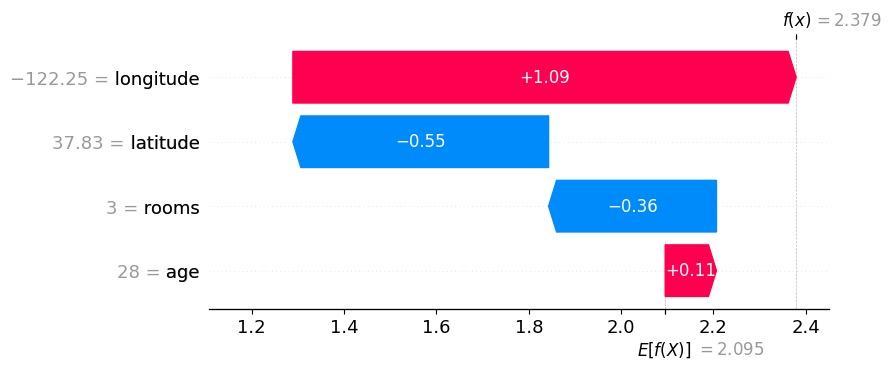 f(x) = 2.379
−122.25 = longitude
+1.09
37.83 = latitude
−0.55
3 = rooms
−0.36
28 = age
+0.11
1.2 1.4 1.6 1.8 2.0 2.2 2.4
E[f(X)] = 2.095